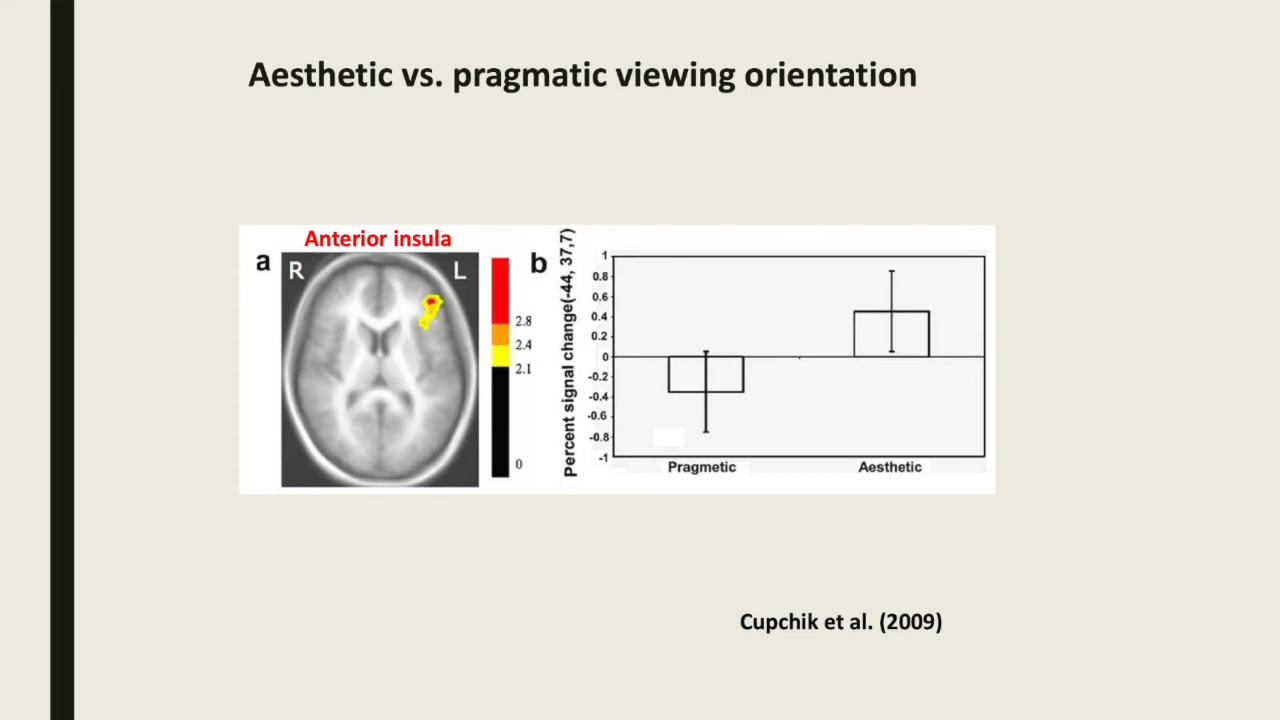 Aesthetic vs. pragmatic viewing orientation
Anterior insula
a
R
L
2.8
2.4
2.1
0
b
Percent signal change(-44, 37,7)
1
0.8
0.6
0.4
0.2
0
-0.2
-0.4
-0.6
-0.8
-1
Pragmetic
Aesthetic
Cupchik et al. (2009)